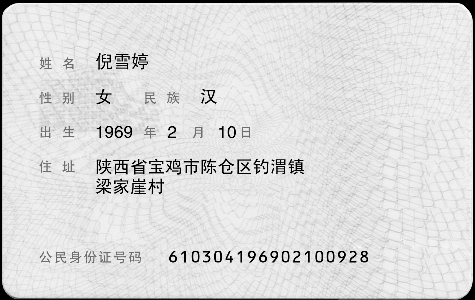 姓名 倪雪婷
性别 女 民族 汉
出生 1969 年 2 月 10 日
住址 陕西省宝鸡市陈仓区钓渭镇
梁家崖村
公民身份证号码 610304196902100928